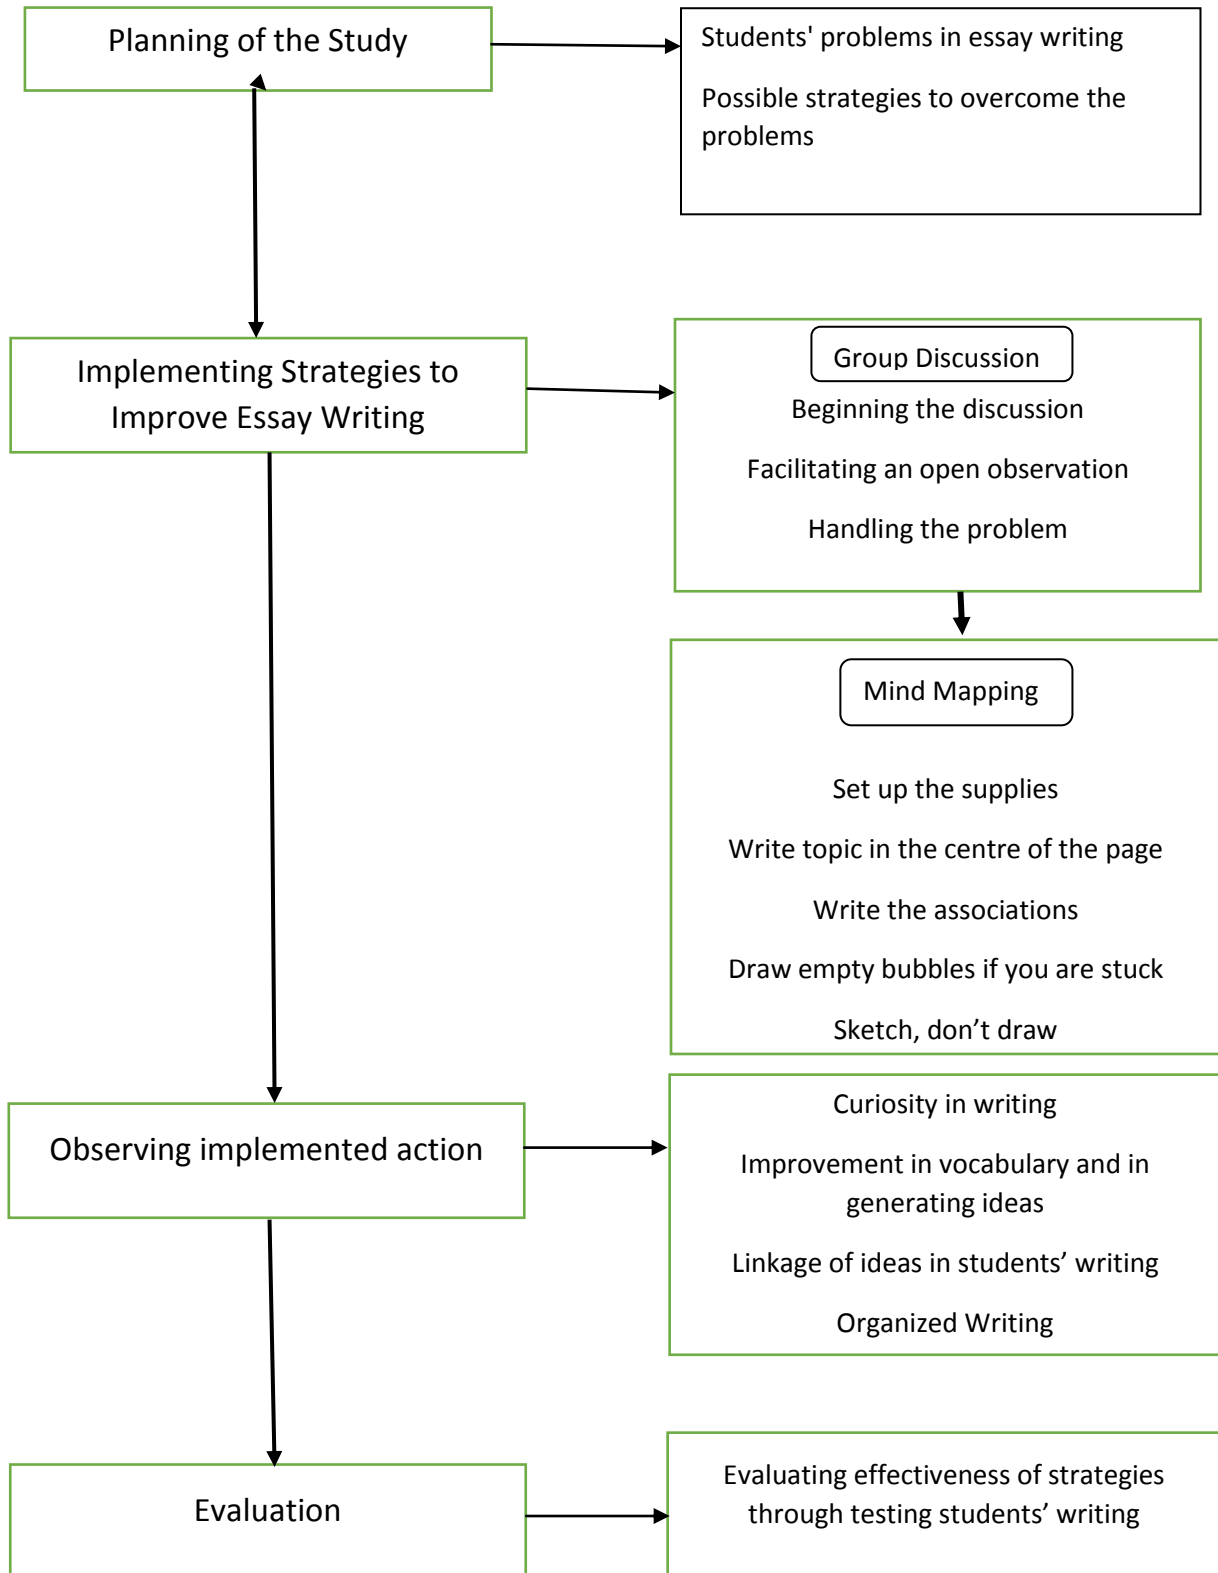 Planning of the Study
Students' problems in essay writing
Possible strategies to overcome the
problems
Implementing Strategies to
Improve Essay Writing
Group Discussion
Beginning the discussion
Facilitating an open observation
Handling the problem
Mind Mapping
Set up the supplies
Write topic in the centre of the page
Write the associations
Draw empty bubbles if you are stuck
Sketch, don’t draw
Observing implemented action
Curiosity in writing
Improvement in vocabulary and in
generating ideas
Linkage of ideas in students’ writing
Organized Writing
Evaluation
Evaluating effectiveness of strategies
through testing students’ writing